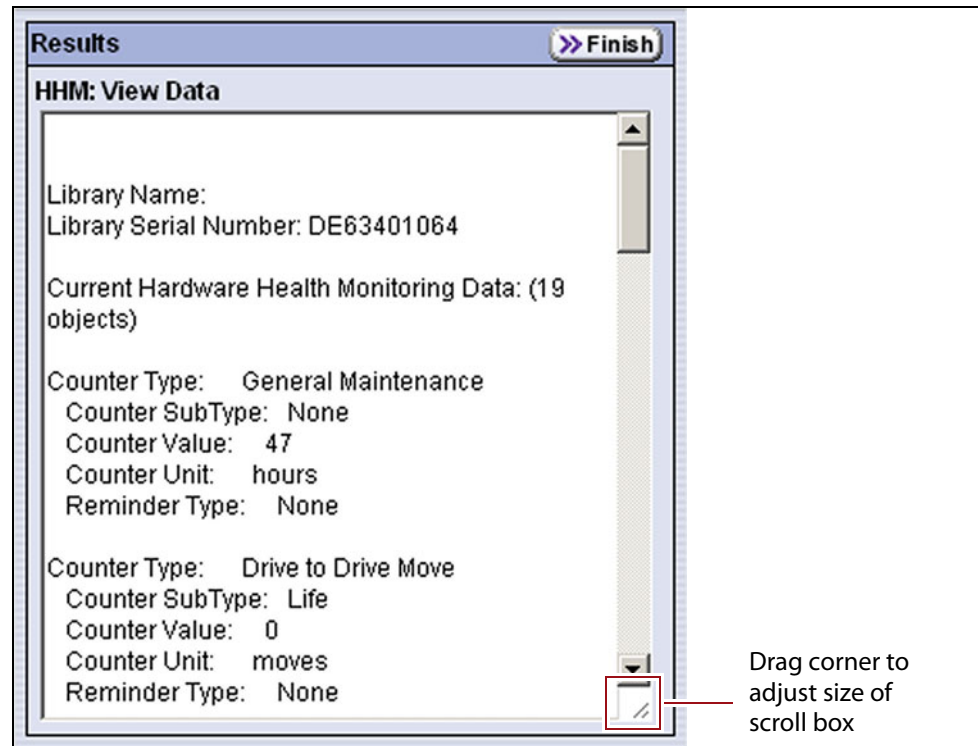 Results
>> Finish
HHM: View Data
Library Name:
Library Serial Number: DE63401064
Current Hardware Health Monitoring Data: (19
objects)
Counter Type: General Maintenance
Counter SubType: None
Counter Value: 47
Counter Unit: hours
Reminder Type: None
Counter Type: Drive to Drive Move
Counter SubType: Life
Counter Value: 0
Counter Unit: moves
Reminder Type: None
Drag corner to
adjust size of
scroll box